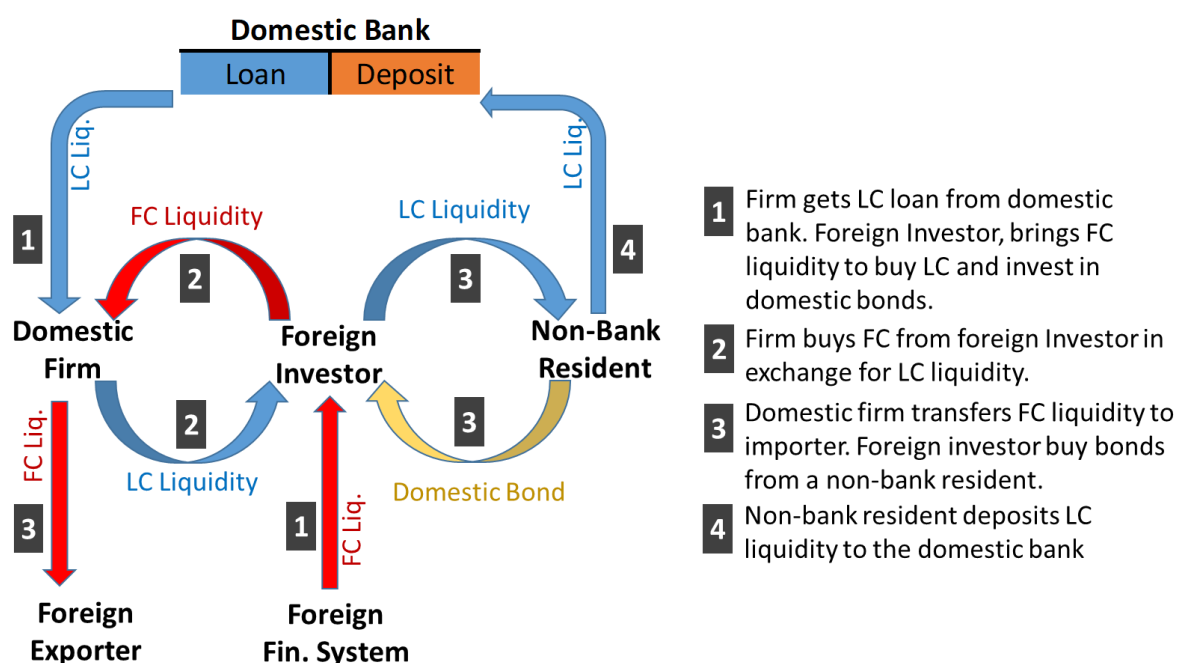 Domestic Bank
Loan
Deposit
LC Liq.
LC Liq.
FC Liquidity
LC Liquidity
1
2
3
4
Domestic
Firm
Foreign
Investor
Non-Bank
Resident
FC Liq.
2
LC Liquidity
3
Domestic Bond
3
1
FC Liq.
Foreign
Exporter
Foreign
Fin. System
1
Firm gets LC loan from domestic
bank. Foreign Investor, brings FC
liquidity to buy LC and invest in
domestic bonds.
2
Firm buys FC from foreign Investor in
exchange for LC liquidity.
3
Domestic firm transfers FC liquidity to
importer. Foreign investor buy bonds
from a non-bank resident.
4
Non-bank resident deposits LC
liquidity to the domestic bank